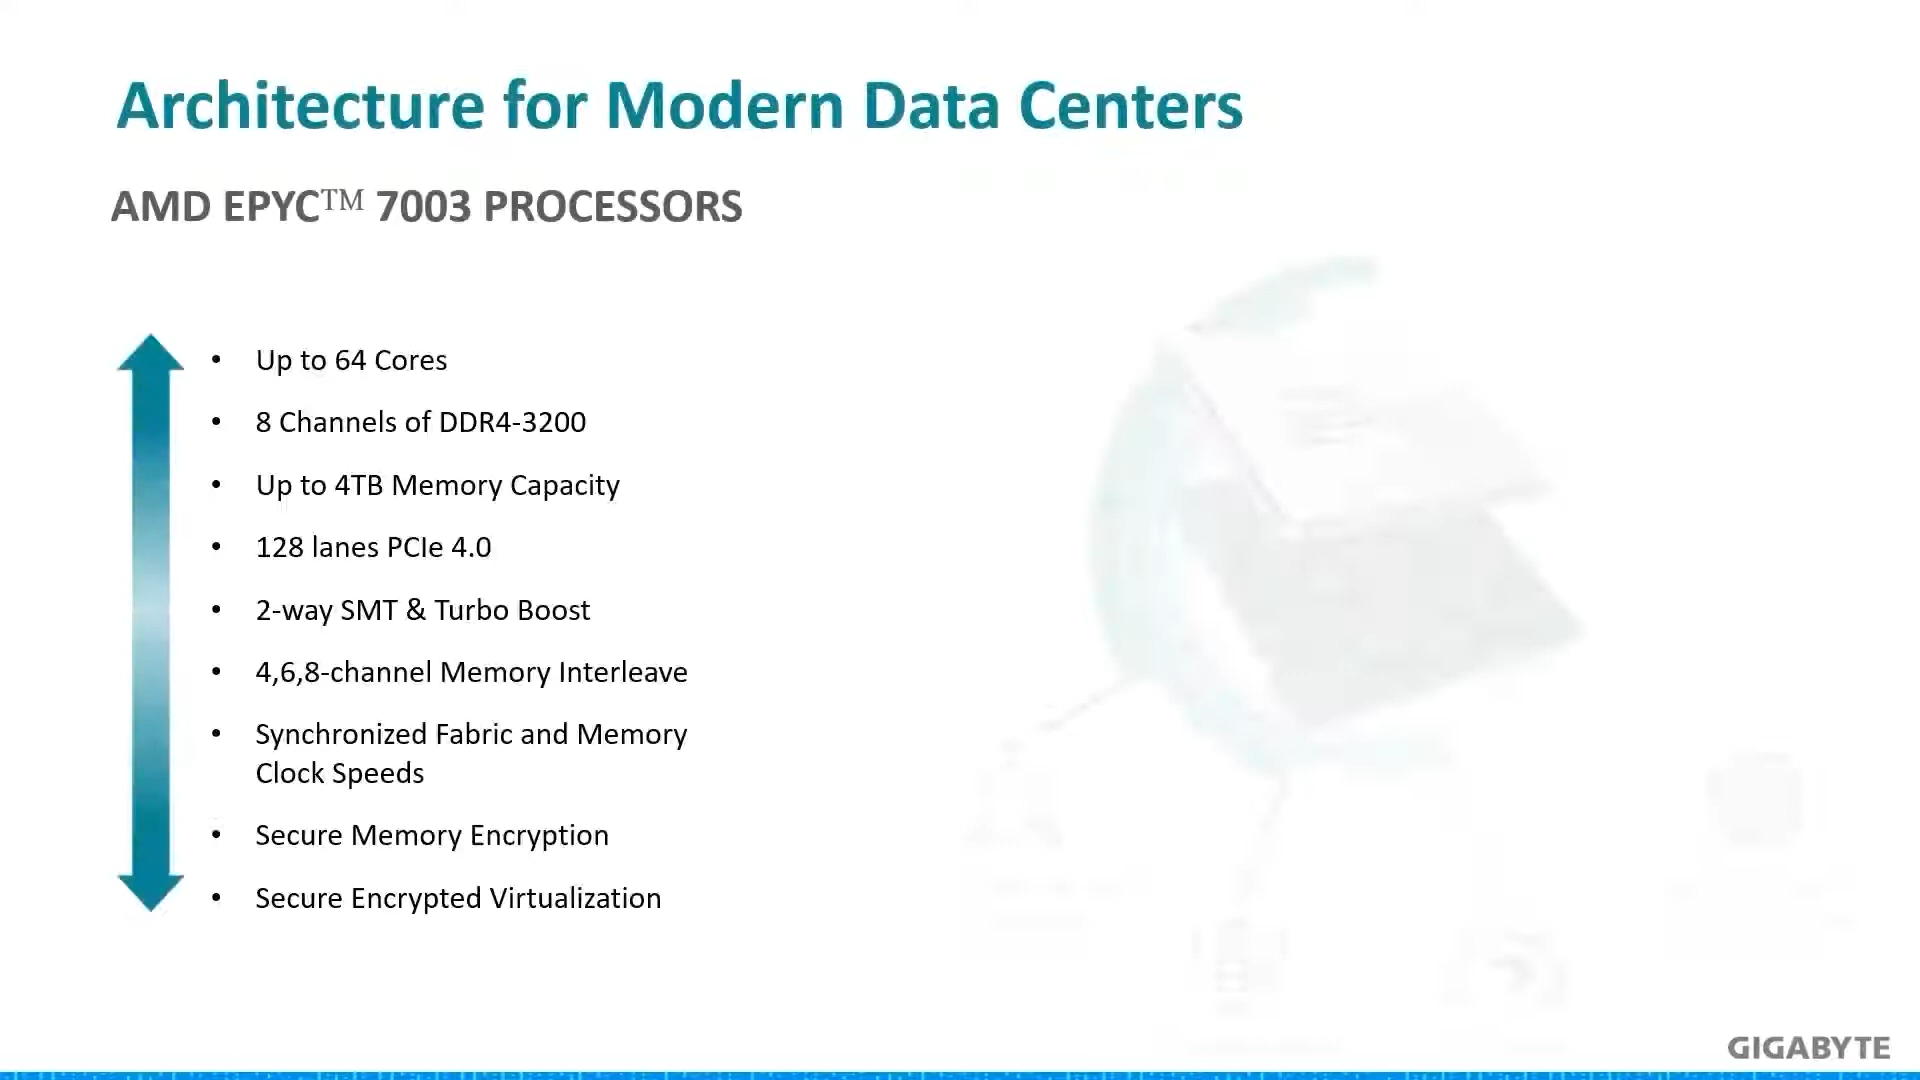 Architecture for Modern Data Centers
AMD EPYC™ 7003 PROCESSORS
• Up to 64 Cores
• 8 Channels of DDR4-3200
• Up to 4TB Memory Capacity
• 128 lanes PCIe 4.0
• 2-way SMT & Turbo Boost
• 4,6,8-channel Memory Interleave
• Synchronized Fabric and Memory
Clock Speeds
• Secure Memory Encryption
• Secure Encrypted Virtualization
GIGABYTE